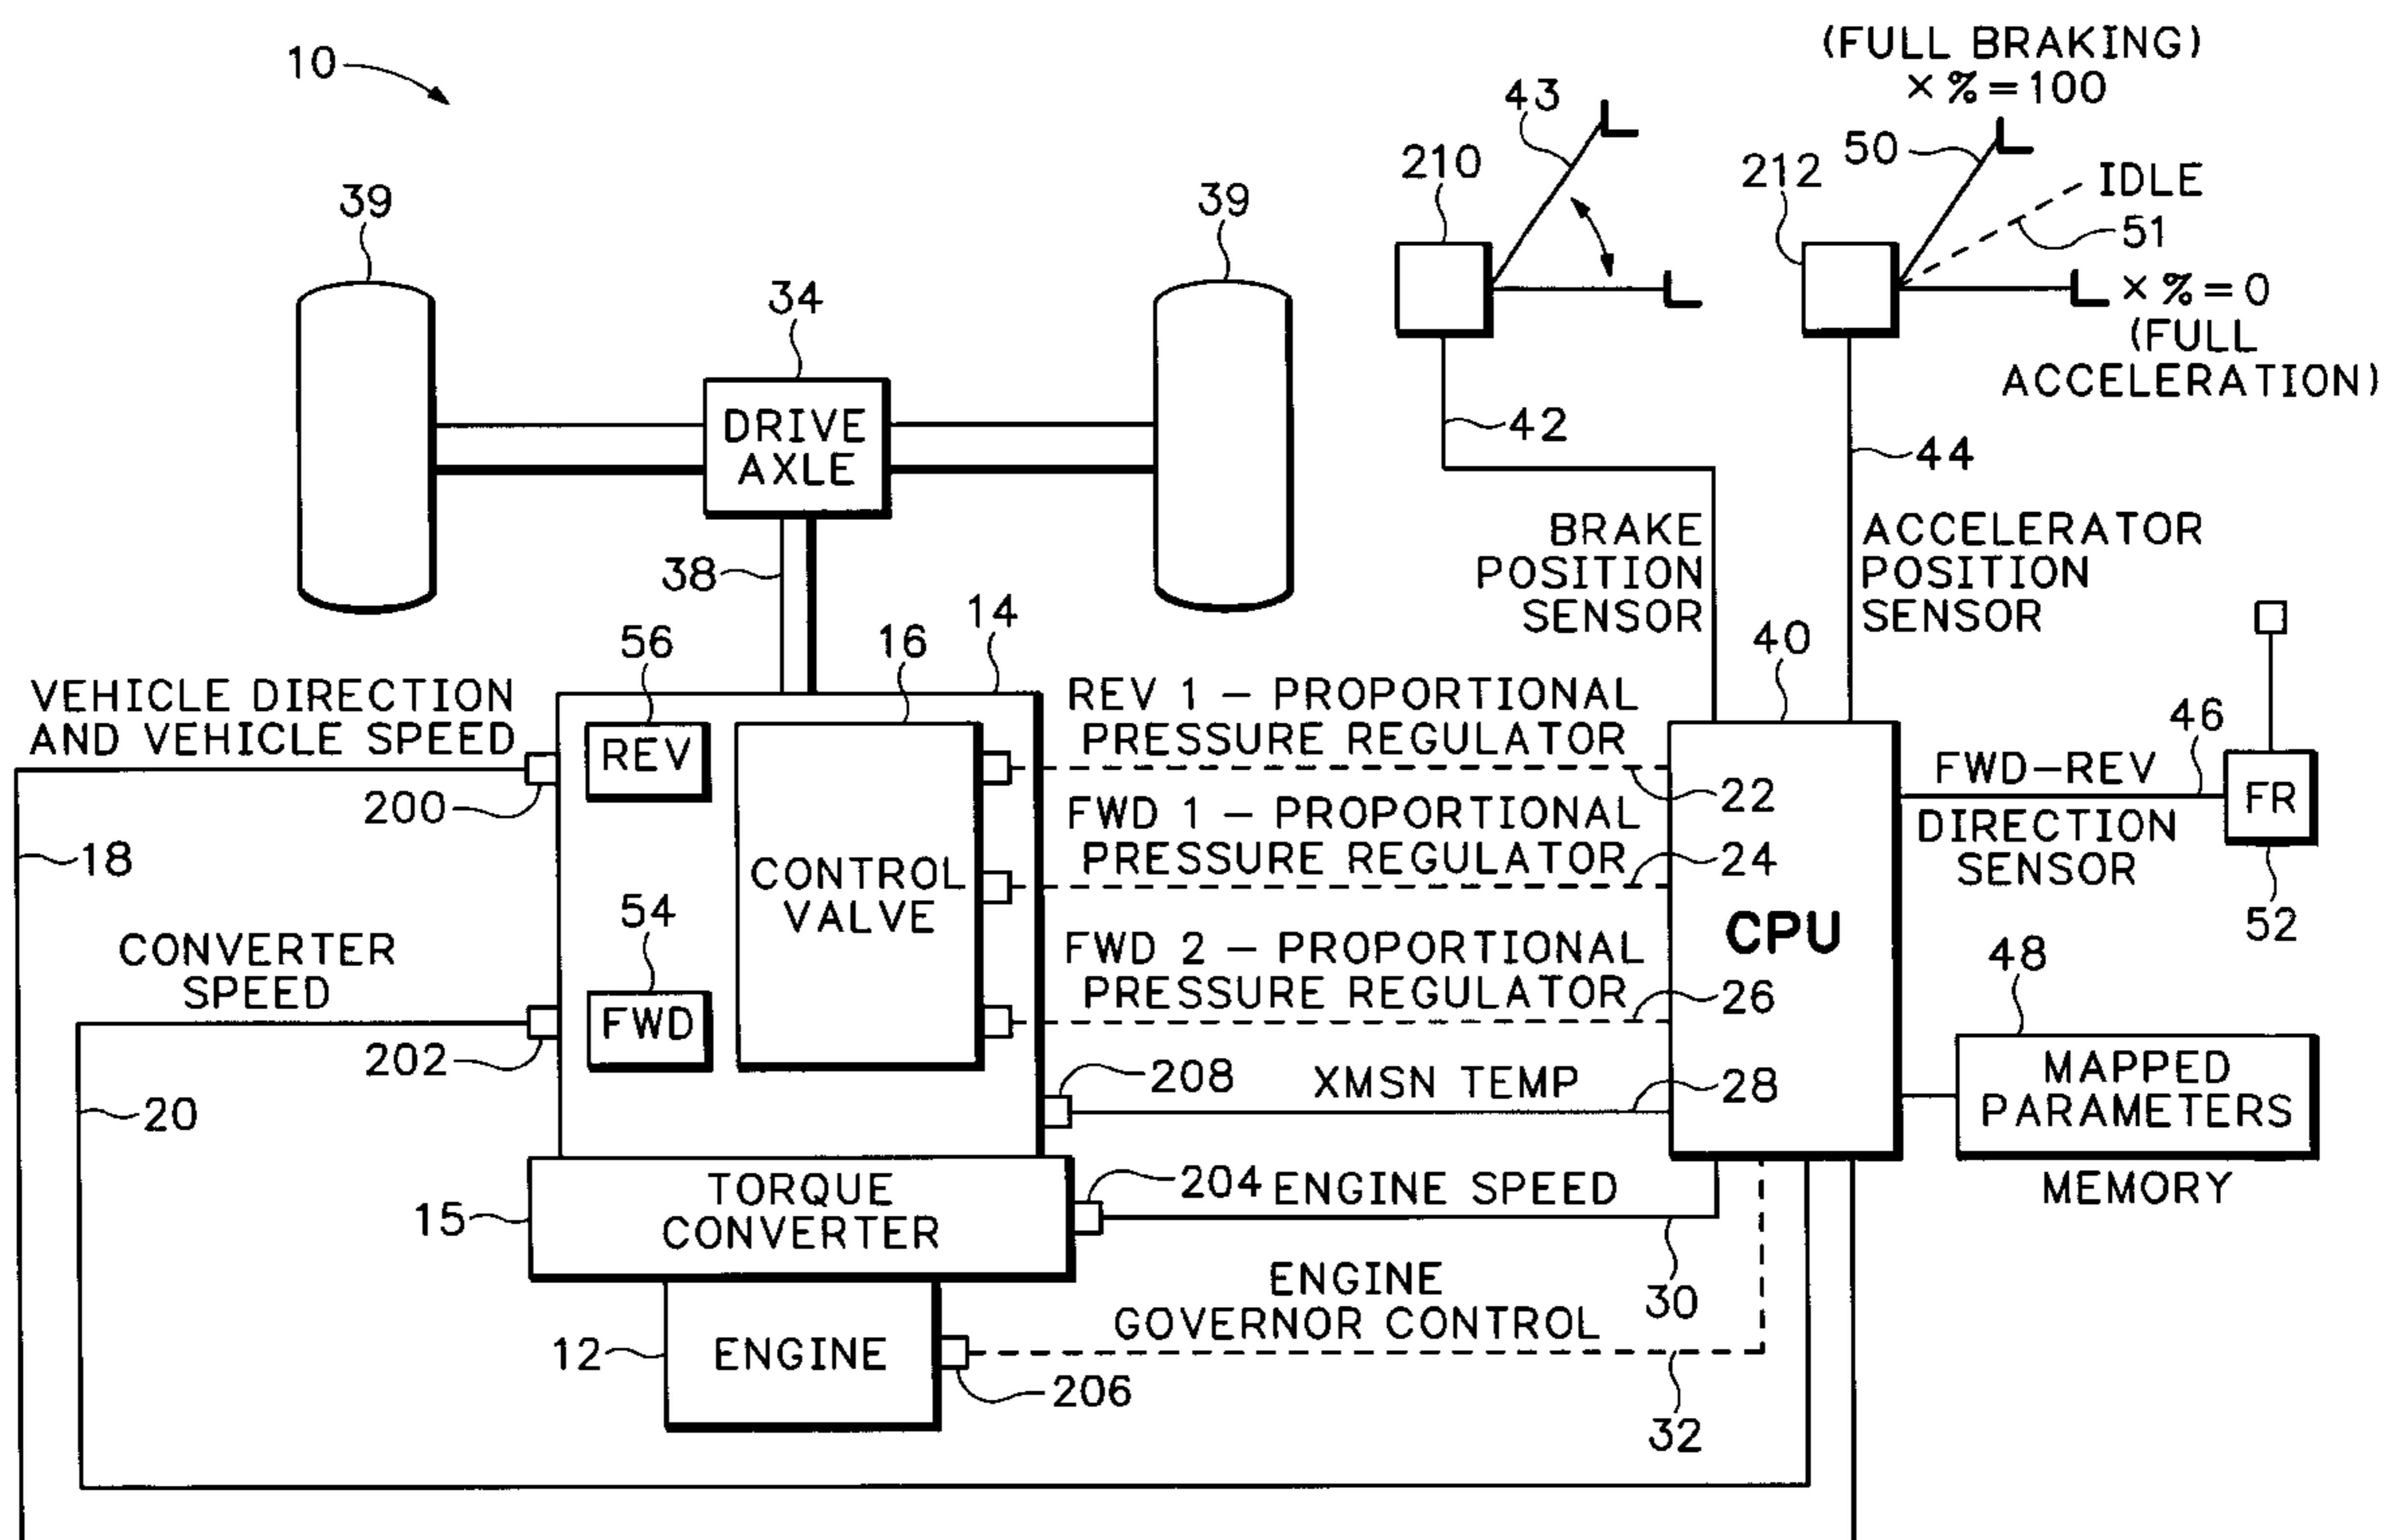 10
(FULL BRAKING)
× % = 100
43
210
212
50
IDLE
51
39
39
34
× % = 0
(FULL
ACCELERATION)
DRIVE
AXLE
42
44
38
BRAKE
POSITION
SENSOR
ACCELERATOR
POSITION
SENSOR
56
16
14
40
VEHICLE DIRECTION
AND VEHICLE SPEED
REV
REV 1 – PROPORTIONAL
PRESSURE REGULATOR
46
200
22
FWD–REV
DIRECTION
SENSOR
FR
18
CONTROL
VALVE
FWD 1 – PROPORTIONAL
PRESSURE REGULATOR
24
54
CPU
52
CONVERTER
SPEED
FWD 2 – PROPORTIONAL
PRESSURE REGULATOR
26
48
FWD
202
208
XMSN TEMP
28
MAPPED
PARAMETERS
20
MEMORY
15
TORQUE
CONVERTER
204
ENGINE SPEED
30
ENGINE
GOVERNOR CONTROL
12
ENGINE
206
32